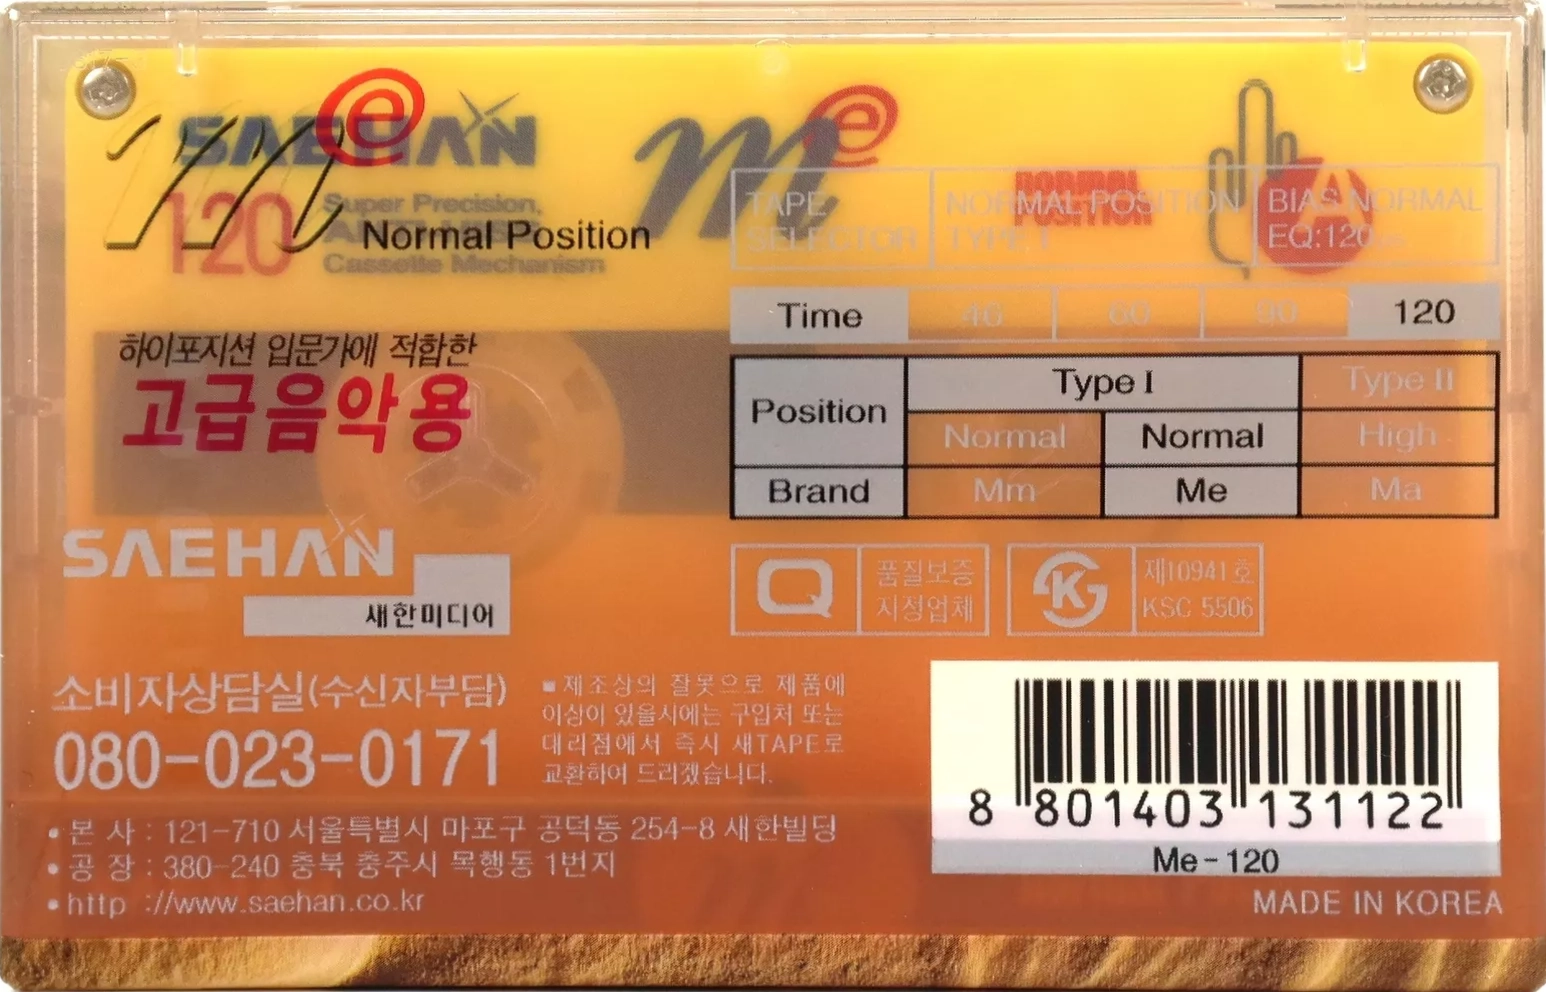 me
SAEHAN
me
120
Super Precision,
Cassette Mechanism
Normal Position
NORMAL
A
TAPE SELECTOR
NORMAL POSITION TYPE I
BIAS:NORMAL EQ:120μs
Time 46 60 90 120
하이포지션 입문가에 적합한
고급음악용
Position Type I Type II
Normal Normal High
Brand Mm Me Ma
SAEHAN
새한미디어
Q 품질보증 지정업체
K 제10941호 KSC 5506
소비자상담실(수신자부담)
080-023-0171
■제조상의 잘못으로 제품에
이상이 있을시에는 구입처 또는
대리점에서 즉시 새TAPE로
교환하여 드리겠습니다.
8 801403 131122
Me-120
•본 사 : 121-710 서울특별시 마포구 공덕동 254-8 새한빌딩
•공 장 : 380-240 충북 충주시 목행동 1번지
•http ://www.saehan.co.kr
MADE IN KOREA